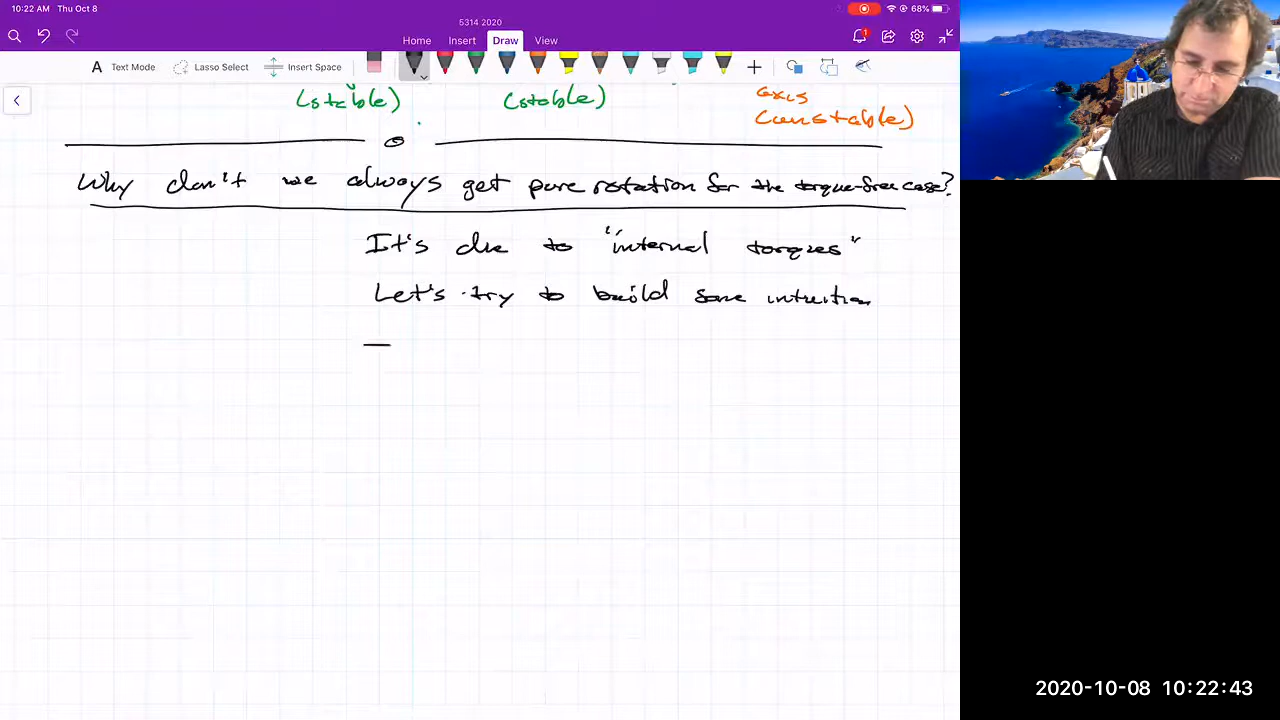 10:22 AM Thu Oct 8
68%
5314 2020
Home Insert Draw View
1
A Text Mode Lasso Select Insert Space
(stable) (stable) axis
(unstable)
Why don't we always get pure rotation for the torque-free case?
It's due to "internal torques"
Let's try to build some intuition
2020-10-08 10:22:43